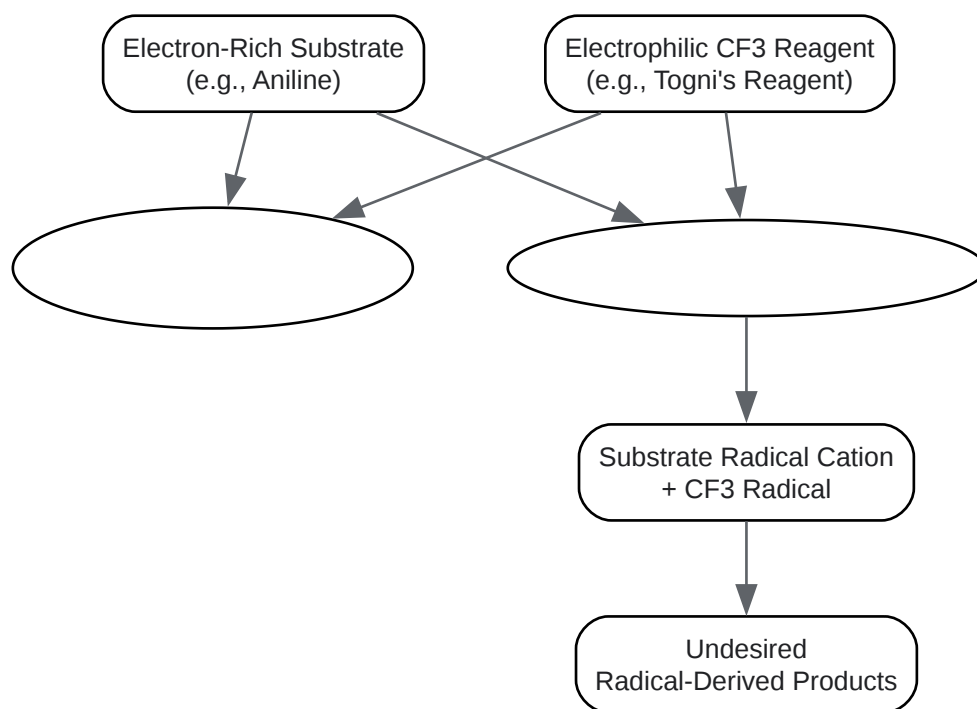 Electron-Rich Substrate
(e.g., Aniline)
Electrophilic CF3 Reagent
(e.g., Togni's Reagent)
Substrate Radical Cation
+ CF3 Radical
Undesired
Radical-Derived Products